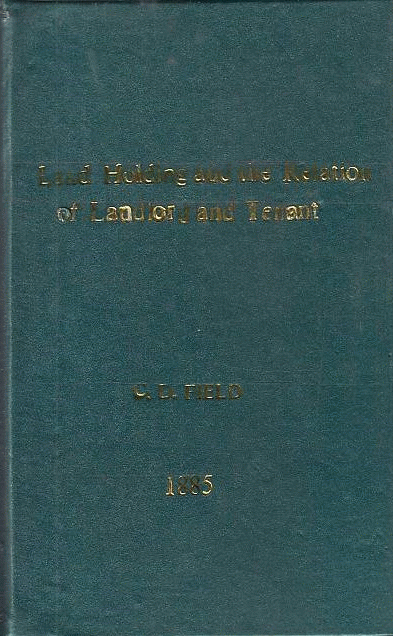 Land Holding and the Relation
of Landlord and Tenant
C. D. FIELD
1885